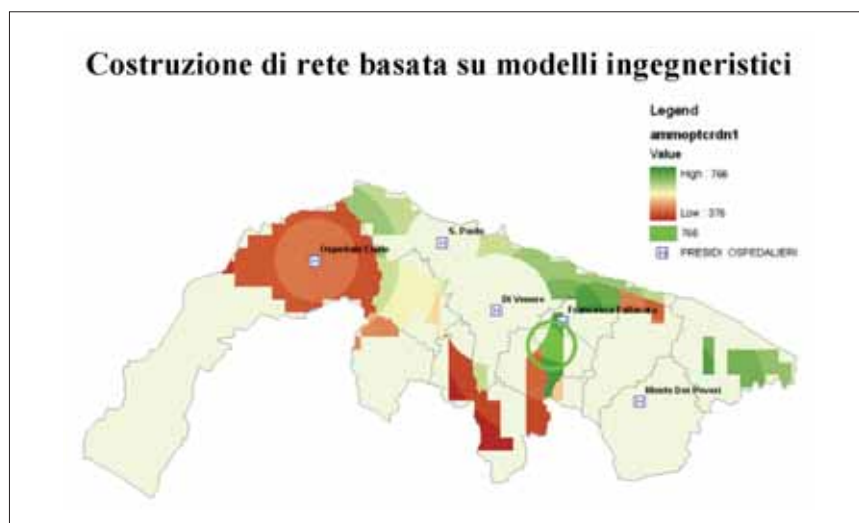 Costruzione di rete basata su modelli ingegneristici
Legend
ammoptcrdn1
Value
High : 766
Low : 376
766
PRESIDI OSPEDALIERI
S. Paolo
Ospedale
Di Venere
Monte Dei Poveri